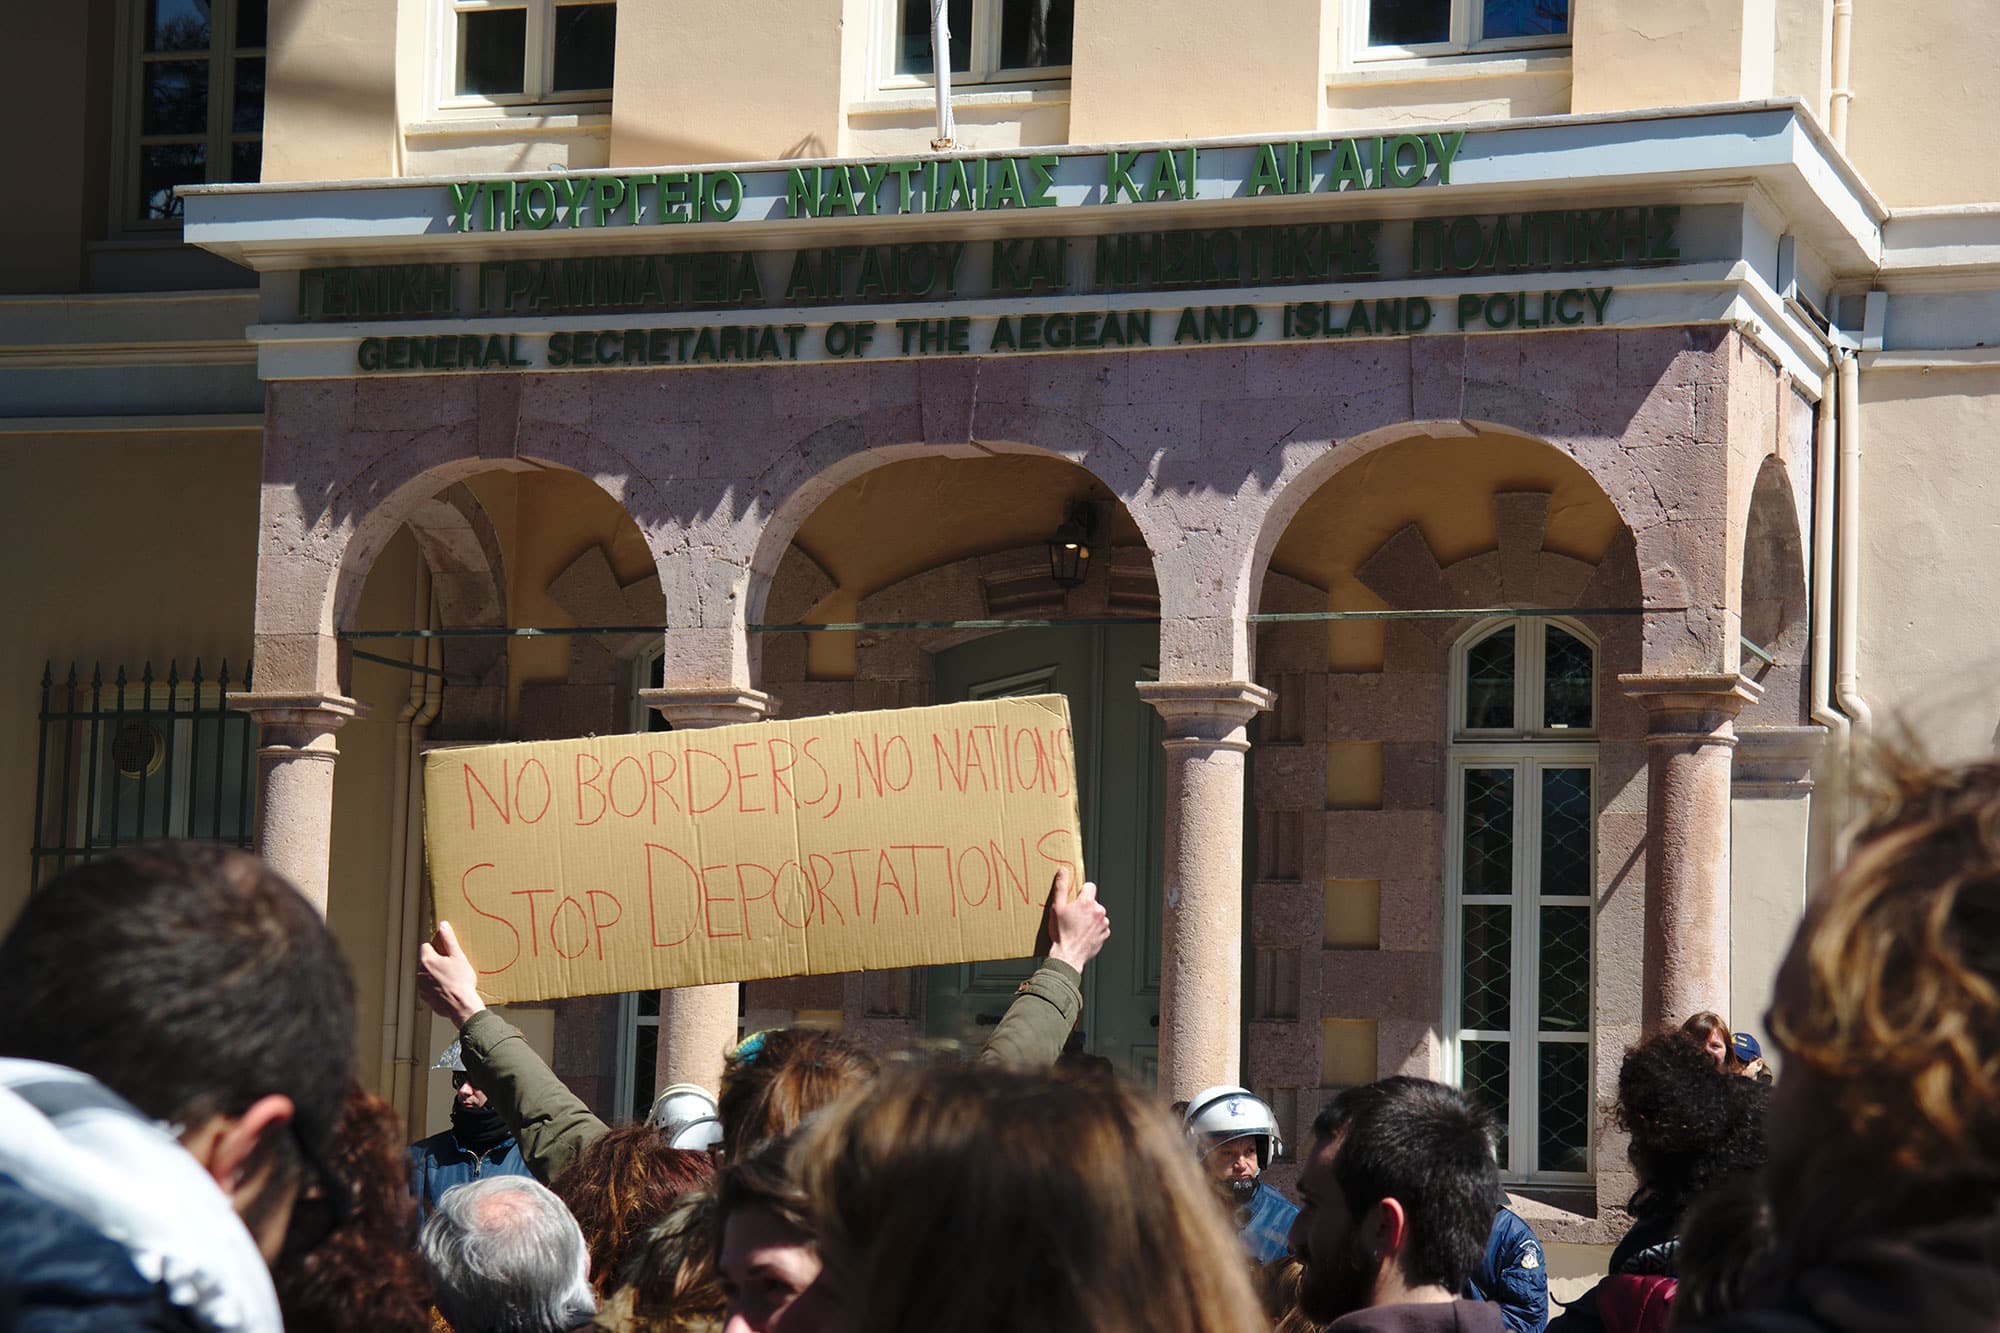 ΥΠΟΥΡΓΕΙΟ ΝΑΥΤΙΛΙΑΣ ΚΑΙ ΑΙΓΑΙΟΥ
ΓΕΝΙΚΗ ΓΡΑΜΜΑΤΕΙΑ ΑΙΓΑΙΟΥ ΚΑΙ ΝΗΣΙΩΤΙΚΗΣ ΠΟΛΙΤΙΚΗΣ
GENERAL SECRETARIAT OF THE AEGEAN AND ISLAND POLICY
NO BORDERS, NO NATIONS
STOP DEPORTATIONS